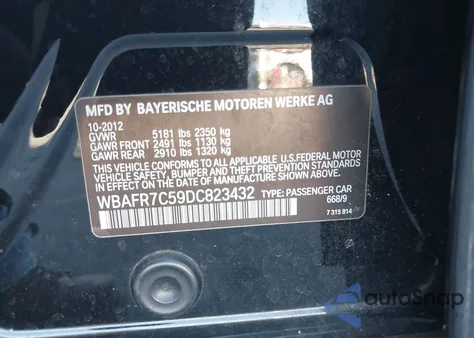 MFD BY BAYERISCHE MOTOREN WERKE AG
10-2012
GVWR 5181 lbs 2350 kg
GAWR FRONT 2491 lbs 1130 kg
GAWR REAR 2910 lbs 1320 kg
THIS VEHICLE CONFORMS TO ALL APPLICABLE U.S.FEDERAL MOTOR
VEHICLE SAFETY, BUMPER, AND THEFT PREVENTION STANDARDS
IN EFFECT ON THE DATE OF MANUFACTURE SHOWN ABOVE.
WBAFR7C59DC823432 TYPE: PASSENGER CAR
668/9
7 315 814
autoSnap